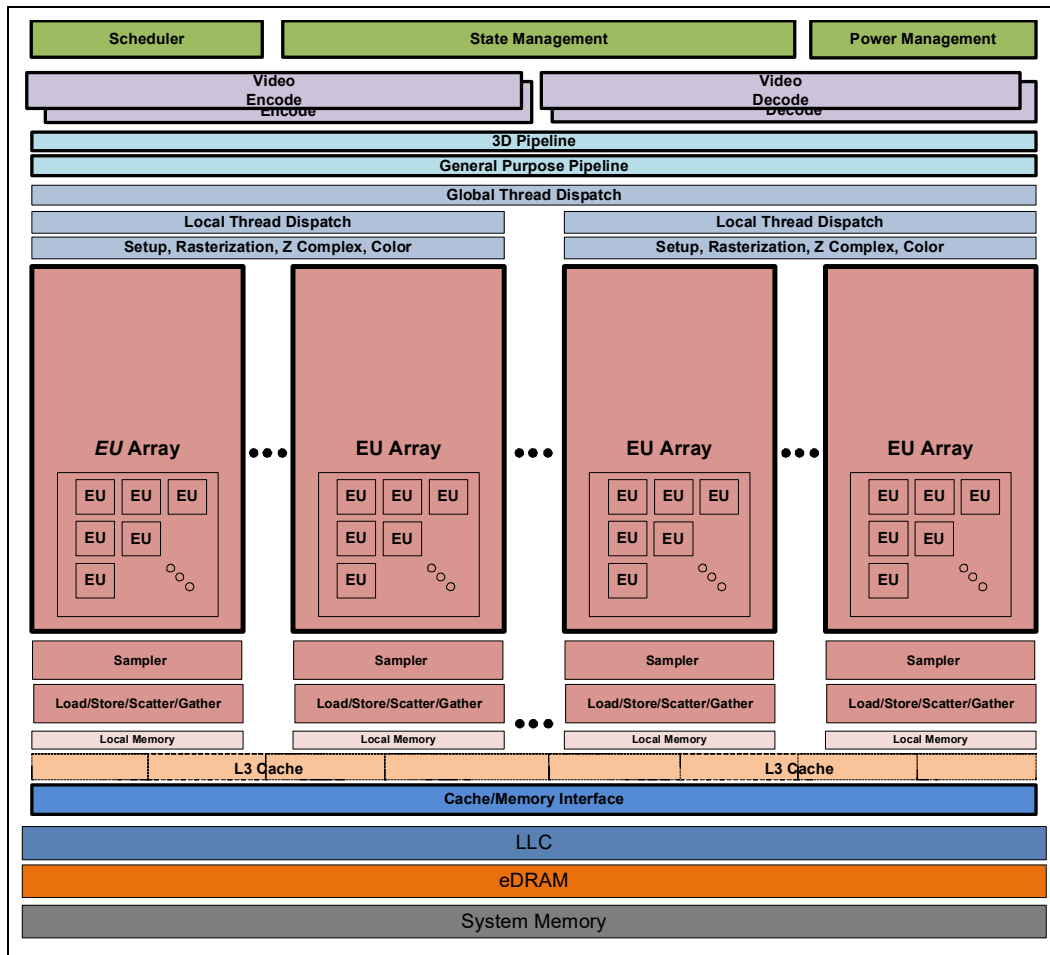 Scheduler
State Management
Power Management
Video
Encode
Encode
Video
Decode
Decode
3D Pipeline
General Purpose Pipeline
Global Thread Dispatch
Local Thread Dispatch
Local Thread Dispatch
Setup, Rasterization, Z Complex, Color
Setup, Rasterization, Z Complex, Color
EU Array
EU Array
EU Array
EU Array
EU EU EU
EU EU EU
EU EU EU
EU EU EU
EU EU
EU EU
EU EU
EU EU
EU
EU
EU
EU
Sampler
Sampler
Sampler
Sampler
Load/Store/Scatter/Gather
Load/Store/Scatter/Gather
Load/Store/Scatter/Gather
Load/Store/Scatter/Gather
Local Memory
Local Memory
Local Memory
Local Memory
L3 Cache
L3 Cache
Cache/Memory Interface
LLC
eDRAM
System Memory